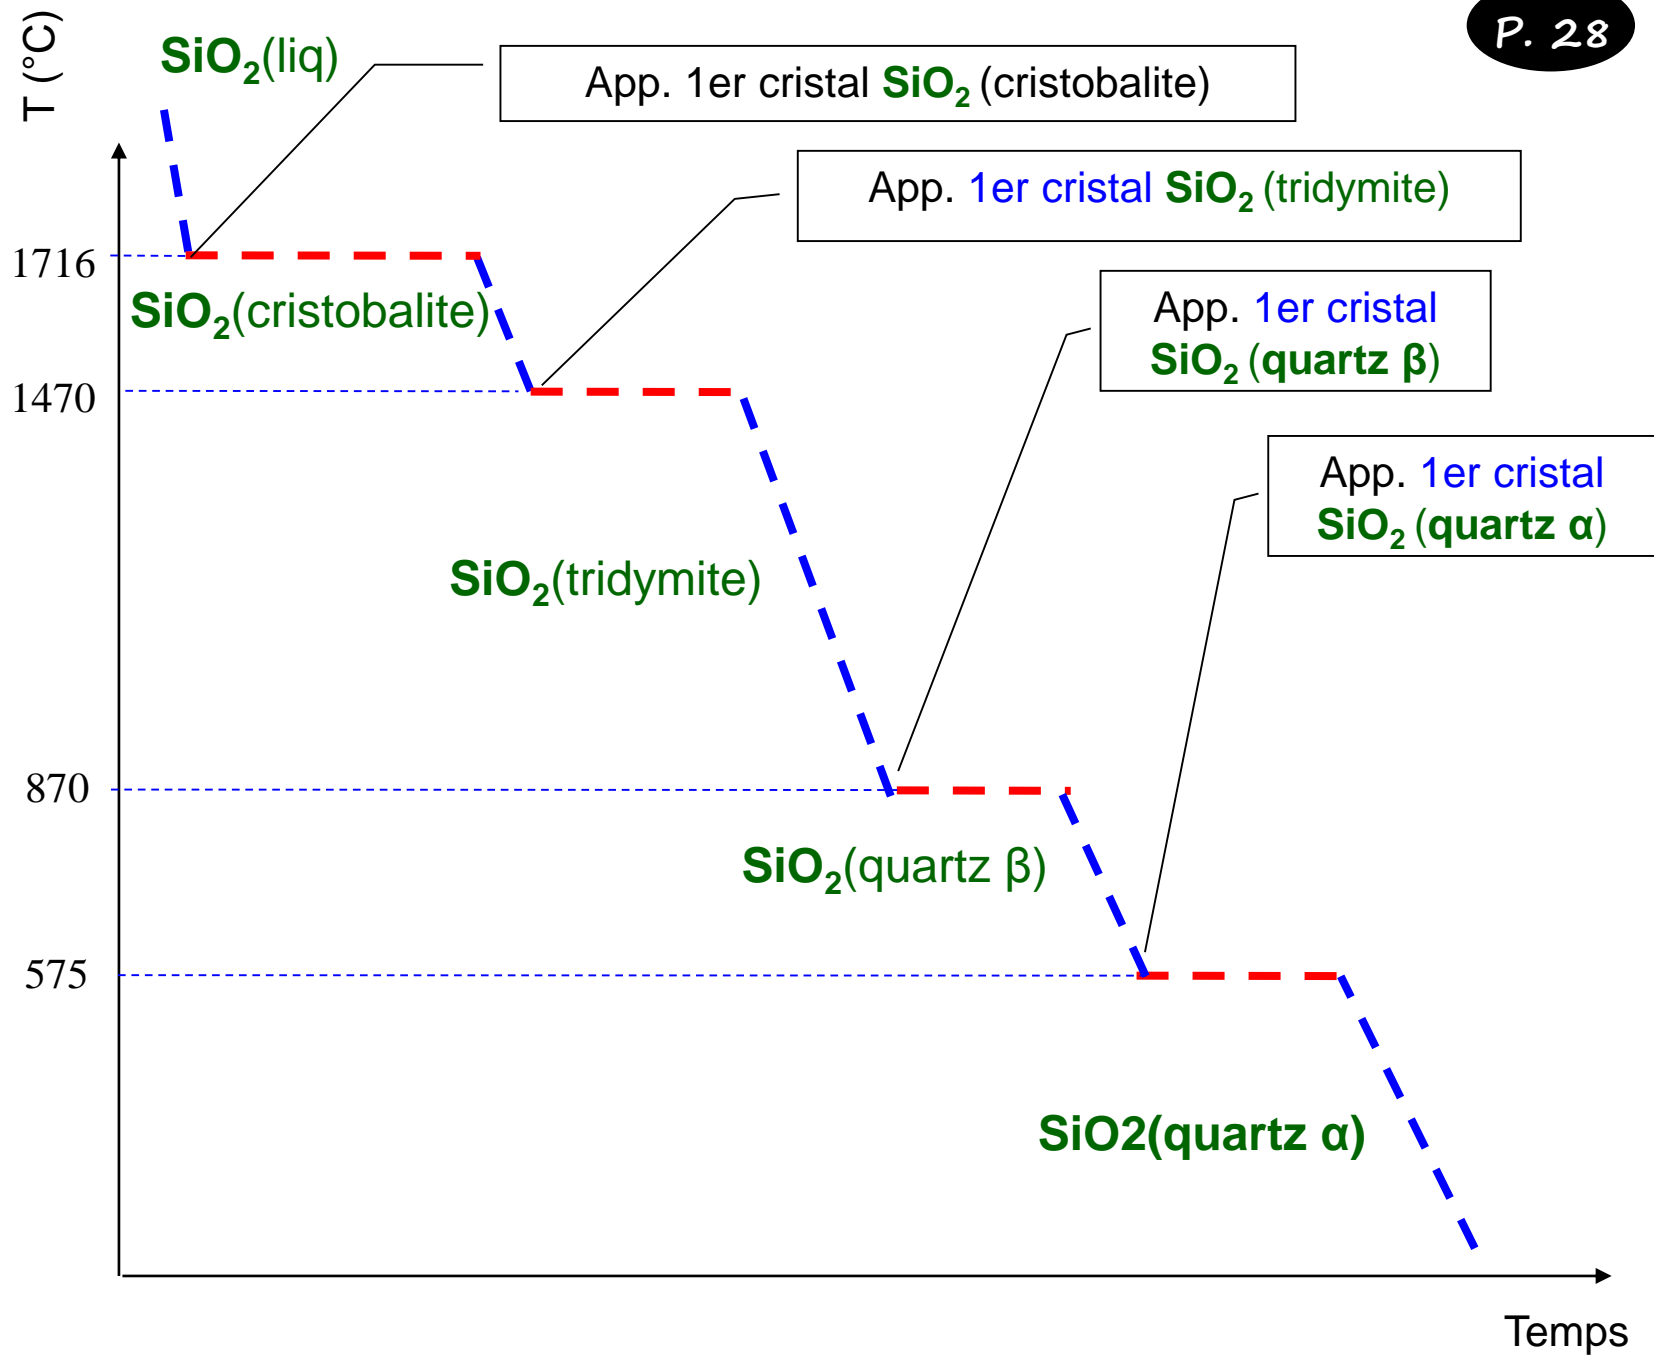 P. 28
T (°C)
SiO2(liq)
App. 1er cristal SiO2 (cristobalite)
App. 1er cristal SiO2 (tridymite)
1716
SiO2(cristobalite)
App. 1er cristal
SiO2 (quartz β)
1470
App. 1er cristal
SiO2 (quartz α)
SiO2(tridymite)
870
SiO2(quartz β)
575
SiO2(quartz α)
Temps